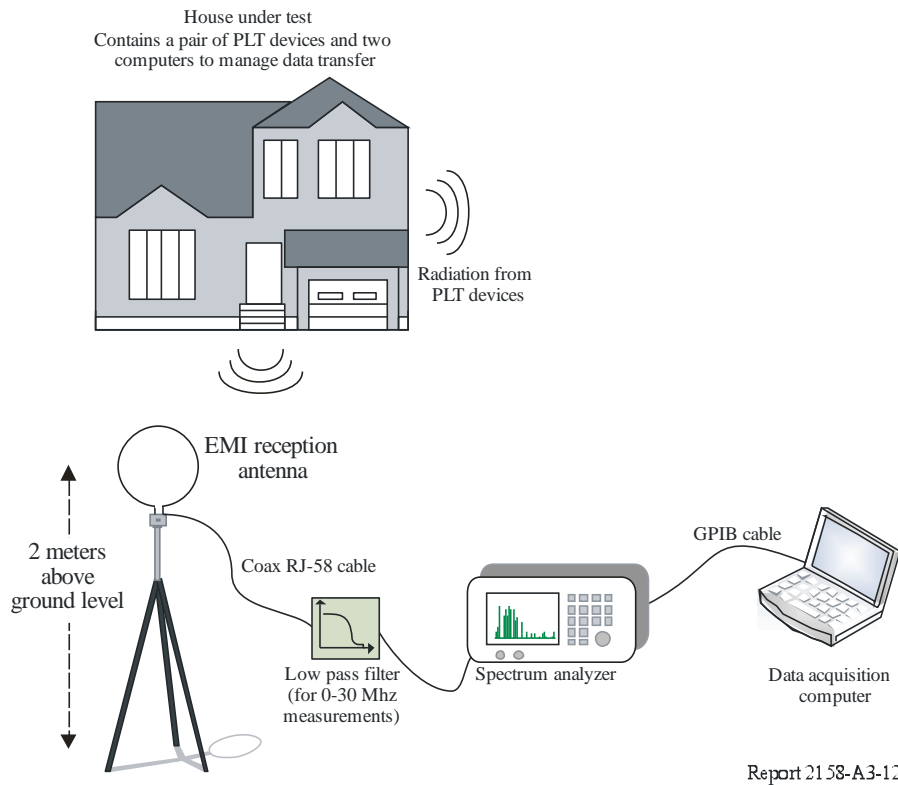 House under test
Contains a pair of PLT devices and two
computers to manage data transfer
Radiation from
PLT devices
EMI reception
antenna
2 meters
above
ground level
Coax RJ-58 cable
GPIB cable
Low pass filter
(for 0-30 Mhz
measurements)
Spectrum analyzer
Data acquisition
computer
Report 2158-A3-12